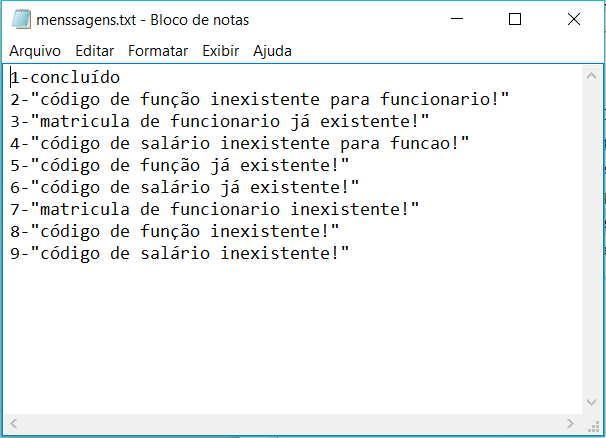 menssagens.txt - Bloco de notas
Arquivo Editar Formatar Exibir Ajuda
1-concluído
2-"código de função inexistente para funcionario!"
3-"matricula de funcionario já existente!"
4-"código de salário inexistente para funcao!"
5-"código de função já existente!"
6-"código de salário já existente!"
7-"matricula de funcionario inexistente!"
8-"código de função inexistente!"
9-"código de salário inexistente!"